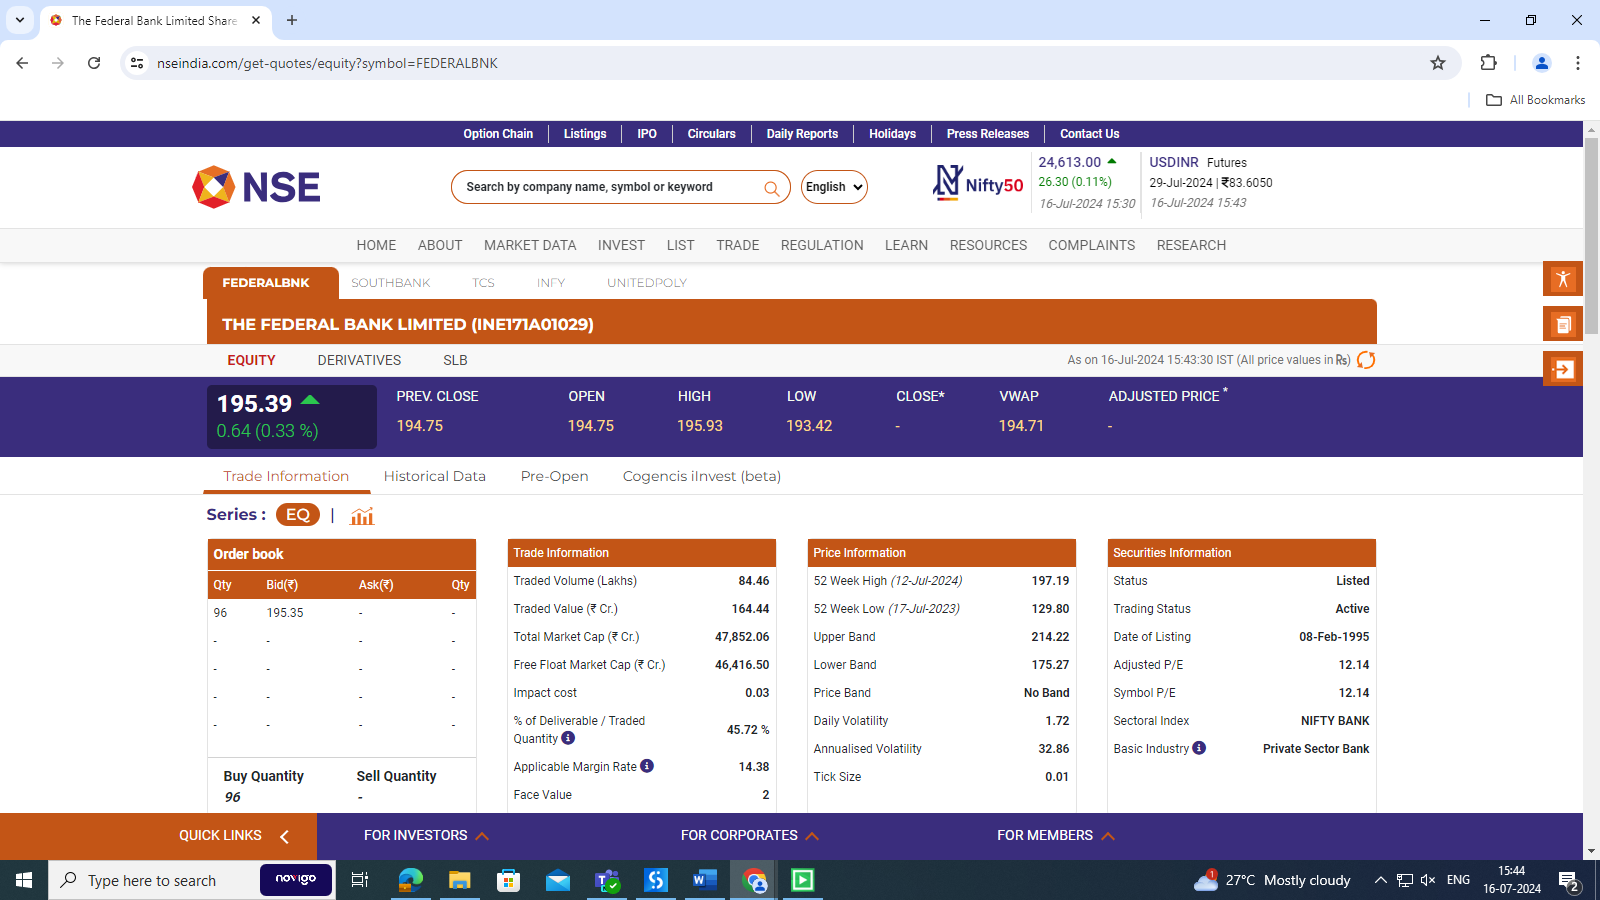 The Federal Bank Limited Share
nseindia.com/get-quotes/equity?symbol=FEDERALBNK
All Bookmarks
Option Chain Listings IPO Circulars Daily Reports Holidays Press Releases Contact Us
NSE
Search by company name, symbol or keyword
English
Nifty50
24,613.00
26.30 (0.11%)
16-Jul-2024 15:30
USDINR Futures
29-Jul-2024 | ₹83.6050
16-Jul-2024 15:43
HOME ABOUT MARKET DATA INVEST LIST TRADE REGULATION LEARN RESOURCES COMPLAINTS RESEARCH
FEDERALBNK SOUTHBANK TCS INFY UNITEDPOLY
THE FEDERAL BANK LIMITED (INE171A01029)
EQUITY DERIVATIVES SLB
As on 16-Jul-2024 15:43:30 IST (All price values in ₨)
195.39
0.64 (0.33 %)
PREV. CLOSE OPEN HIGH LOW CLOSE* VWAP ADJUSTED PRICE *
194.75 194.75 195.93 193.42 - 194.71 -
Trade Information Historical Data Pre-Open Cogencis iInvest (beta)
Series : EQ |
Order book
Qty Bid(₹) Ask(₹) Qty
96 195.35 - -
- - - -
- - - -
- - - -
- - - -
Buy Quantity Sell Quantity
96 -
Trade Information
Traded Volume (Lakhs) 84.46
Traded Value (₹ Cr.) 164.44
Total Market Cap (₹ Cr.) 47,852.06
Free Float Market Cap (₹ Cr.) 46,416.50
Impact cost 0.03
% of Deliverable / Traded
Quantity 45.72 %
Applicable Margin Rate 14.38
Face Value 2
Price Information
52 Week High (12-Jul-2024) 197.19
52 Week Low (17-Jul-2023) 129.80
Upper Band 214.22
Lower Band 175.27
Price Band No Band
Daily Volatility 1.72
Annualised Volatility 32.86
Tick Size 0.01
Securities Information
Status Listed
Trading Status Active
Date of Listing 08-Feb-1995
Adjusted P/E 12.14
Symbol P/E 12.14
Sectoral Index NIFTY BANK
Basic Industry Private Sector Bank
QUICK LINKS FOR INVESTORS FOR CORPORATES FOR MEMBERS
Type here to search
novigo
1
27°C Mostly cloudy
ENG
15:44
16-07-2024
2